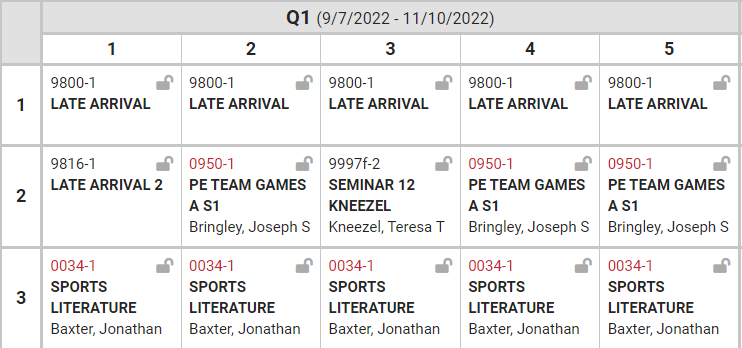 Q1 (9/7/2022 - 11/10/2022)
1 2 3 4 5
1
9800-1
LATE ARRIVAL
9800-1
LATE ARRIVAL
9800-1
LATE ARRIVAL
9800-1
LATE ARRIVAL
9800-1
LATE ARRIVAL
2
9816-1
LATE ARRIVAL 2
0950-1
PE TEAM GAMES
A S1
Bringley, Joseph S
9997f-2
SEMINAR 12
KNEEZEL
Kneezel, Teresa T
0950-1
PE TEAM GAMES
A S1
Bringley, Joseph S
0950-1
PE TEAM GAMES
A S1
Bringley, Joseph S
3
0034-1
SPORTS
LITERATURE
Baxter, Jonathan
0034-1
SPORTS
LITERATURE
Baxter, Jonathan
0034-1
SPORTS
LITERATURE
Baxter, Jonathan
0034-1
SPORTS
LITERATURE
Baxter, Jonathan
0034-1
SPORTS
LITERATURE
Baxter, Jonathan